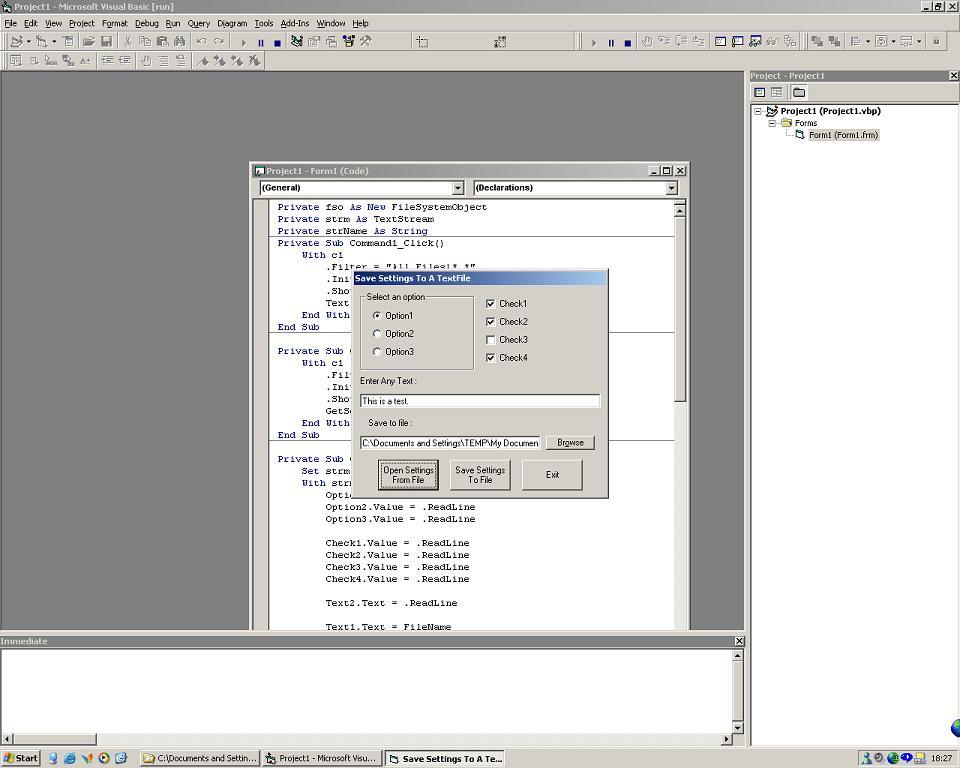 Project1 - Microsoft Visual Basic [run]
File Edit View Project Format Debug Run Query Diagram Tools Add-Ins Window Help
Project - Project1
Project1 (Project1.vbp)
Forms
Form1 (Form1.frm)
Project1 - Form1 (Code)
(General) (Declarations)
Private fso As New FileSystemObject
Private strm As TextStream
Private strName As String
Private Sub Command1_Click()
With c1
.Filter = "All Files|*.*"
.Ini
.Sho
Text
End With
End Sub
Private Sub
With c1
.Fil
.Ini
.Sho
GetS
End With
End Sub
Private Sub
Set strm
With str
Optio
Option2.Value = .ReadLine
Option3.Value = .ReadLine
Check1.Value = .ReadLine
Check2.Value = .ReadLine
Check3.Value = .ReadLine
Check4.Value = .ReadLine
Text2.Text = .ReadLine
Text1.Text = FileName
Save Settings To A TextFile
Select an option
Option1
Option2
Option3
Check1
Check2
Check3
Check4
Enter Any Text :
This is a test.
Save to file :
C:\Documents and Settings\TEMP\My Documen
Browse
Open Settings
From File
Save Settings
To File
Exit
Immediate
Start
C:\Documents and Settin...
Project1 - Microsoft Visu...
Save Settings To A Te...
18:27